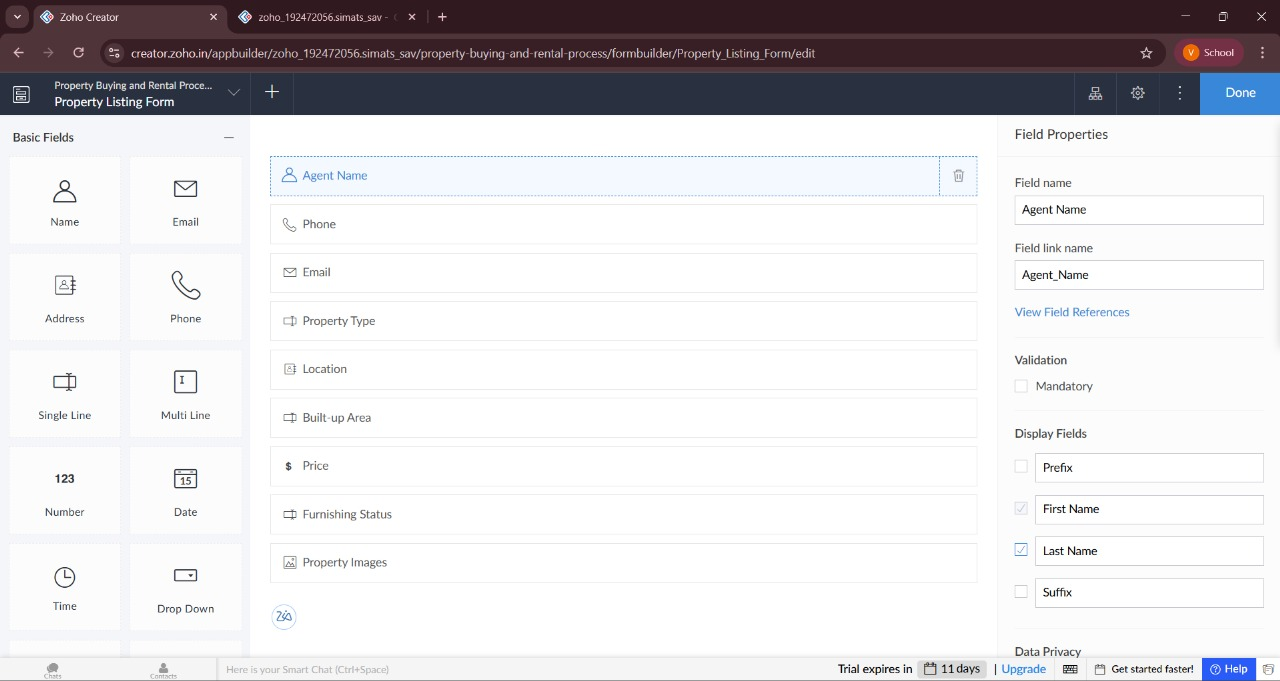 Zoho Creator
zoho_192472056.simats_sav -
creator.zoho.in/appbuilder/zoho_192472056.simats_sav/property-buying-and-rental-process/formbuilder/Property_Listing_Form/edit
V School
Property Buying and Rental Proce...
Property Listing Form
Done
Basic Fields
Name
Email
Address
Phone
Single Line
Multi Line
123
Number
15
Date
Time
Drop Down
Agent Name
Phone
Email
Property Type
Location
Built-up Area
$ Price
Furnishing Status
Property Images
Zia
Field Properties
Field name
Agent Name
Field link name
Agent_Name
View Field References
Validation
Mandatory
Display Fields
Prefix
First Name
Last Name
Suffix
Data Privacy
Chats
Contacts
Here is your Smart Chat (Ctrl+Space)
Trial expires in 11 days | Upgrade
Get started faster!
Help